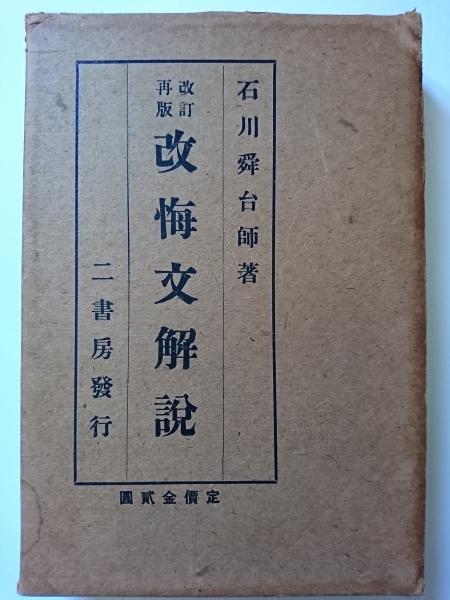 石川舜台師著
改訂
再版
改悔文解說
二書房發行
定價金貳圓